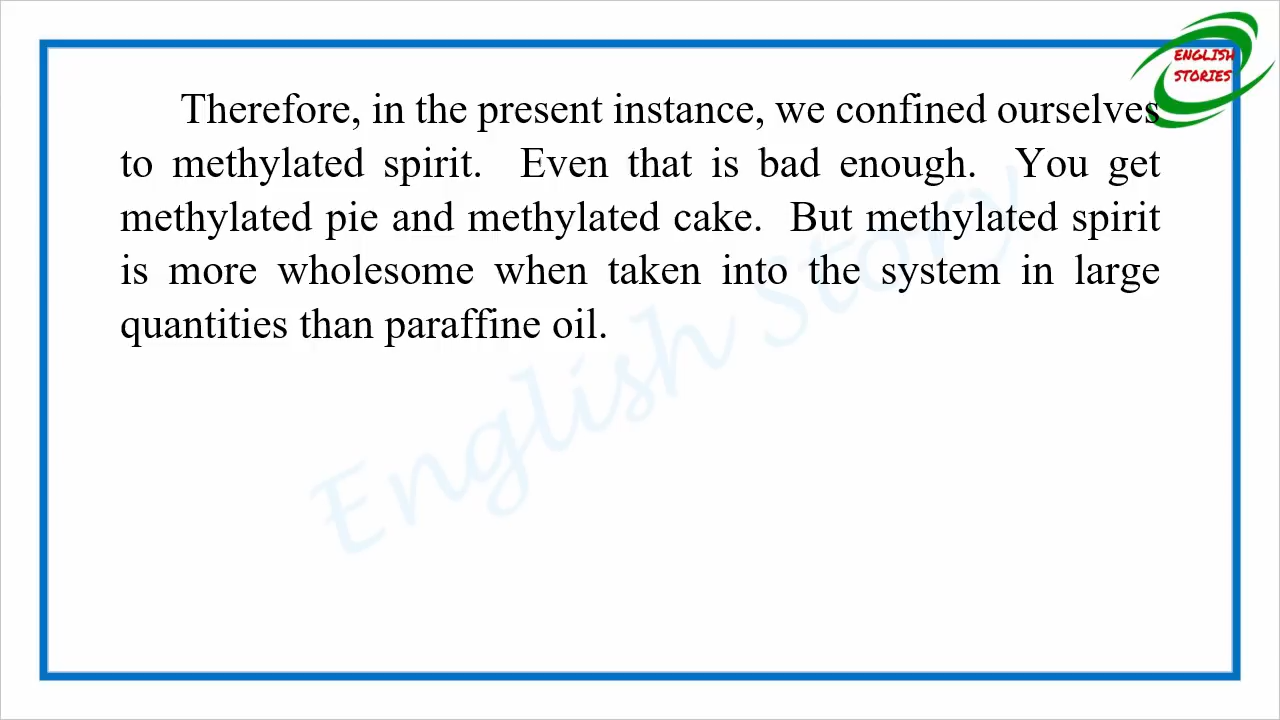 ENGLISH
STORIES
Therefore, in the present instance, we confined ourselves
to methylated spirit. Even that is bad enough. You get
methylated pie and methylated cake. But methylated spirit
is more wholesome when taken into the system in large
quantities than paraffine oil.
English Story